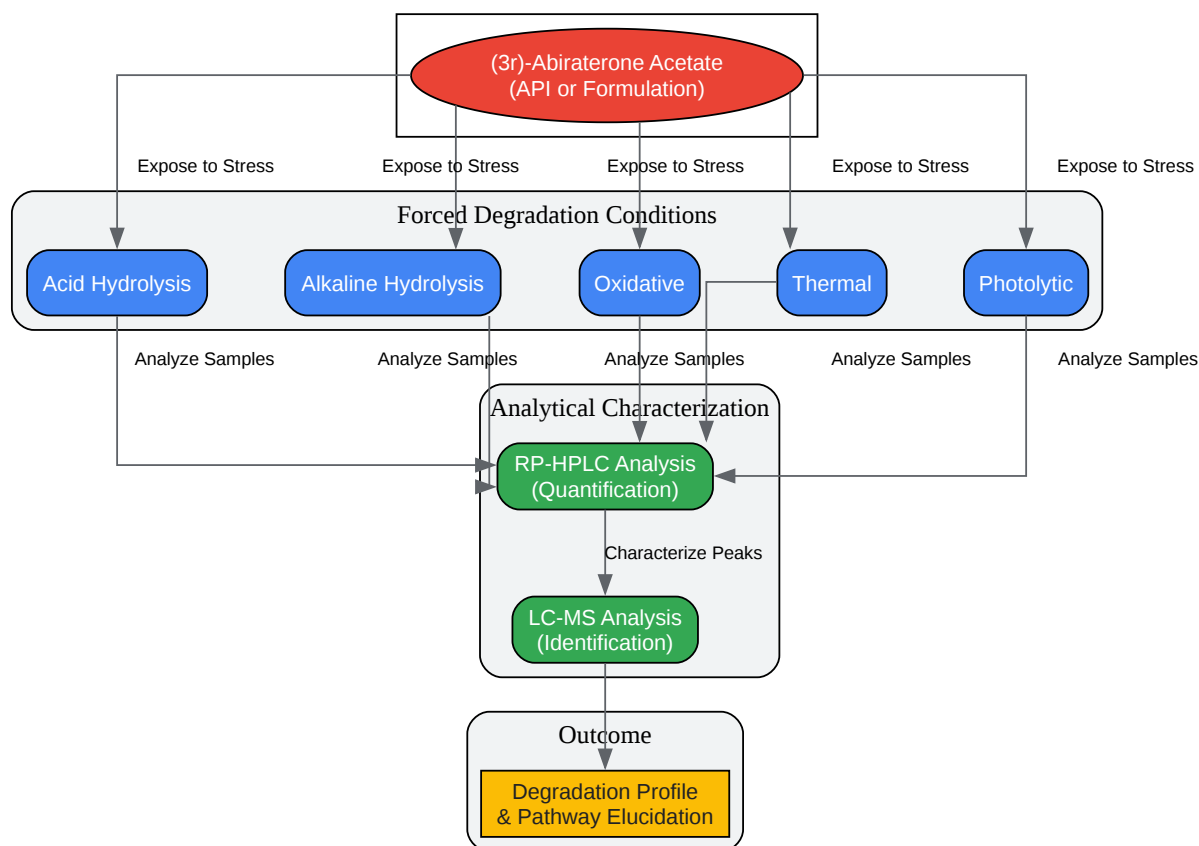 (3r)-Abiraterone Acetate
(API or Formulation)
Expose to Stress
Expose to Stress
Expose to Stress
Expose to Stress
Expose to Stress
Forced Degradation Conditions
Acid Hydrolysis
Alkaline Hydrolysis
Oxidative
Thermal
Photolytic
Analyze Samples
Analyze Samples
Analyze Samples
Analyze Samples
Analyze Samples
Analytical Characterization
RP-HPLC Analysis
(Quantification)
Characterize Peaks
LC-MS Analysis
(Identification)
Outcome
Degradation Profile
& Pathway Elucidation